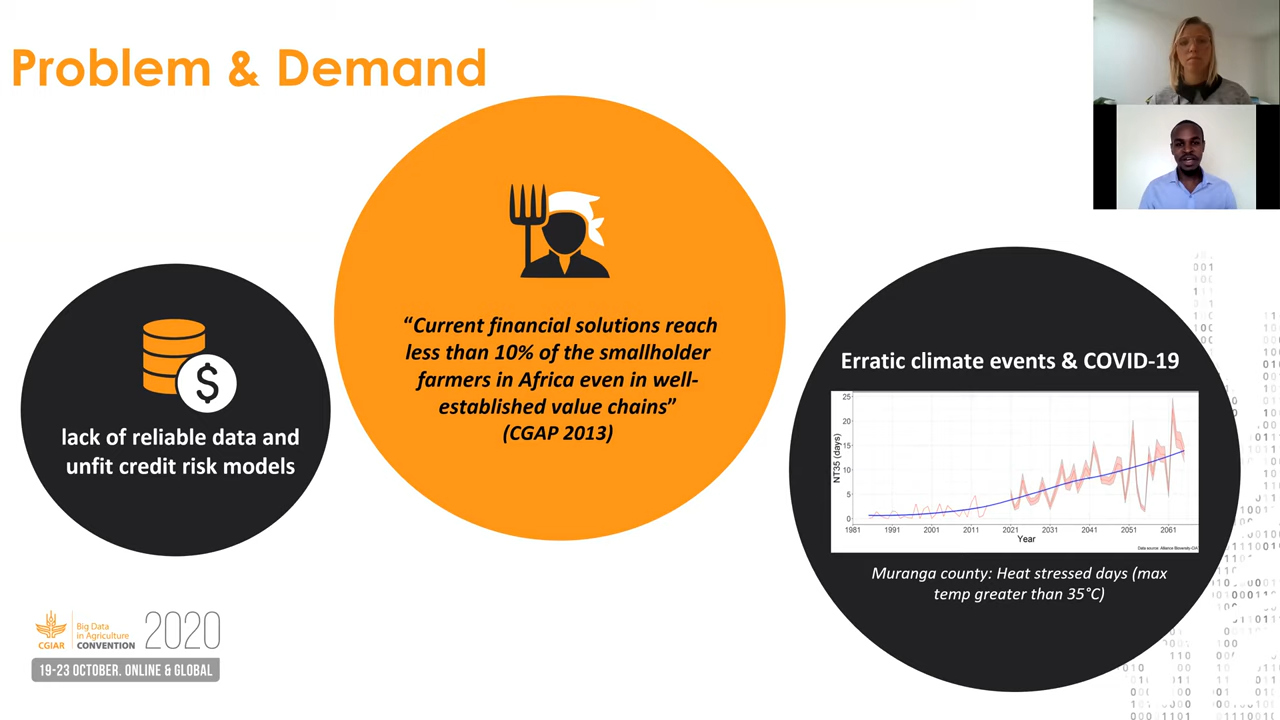 Problem & Demand
lack of reliable data and
unfit credit risk models
“Current financial solutions reach
less than 10% of the smallholder
farmers in Africa even in well-
established value chains”
(CGAP 2013)
Erratic climate events & COVID-19
25
20
15
10
5
0
NT35 (days)
1981 1991 2001 2011 2021 2031 2041 2051 2061
Year
Muranga county: Heat stressed days (max
temp greater than 35°C)
CGIAR
Big Data
in Agriculture
CONVENTION
2020
19-23 OCTOBER. ONLINE & GLOBAL